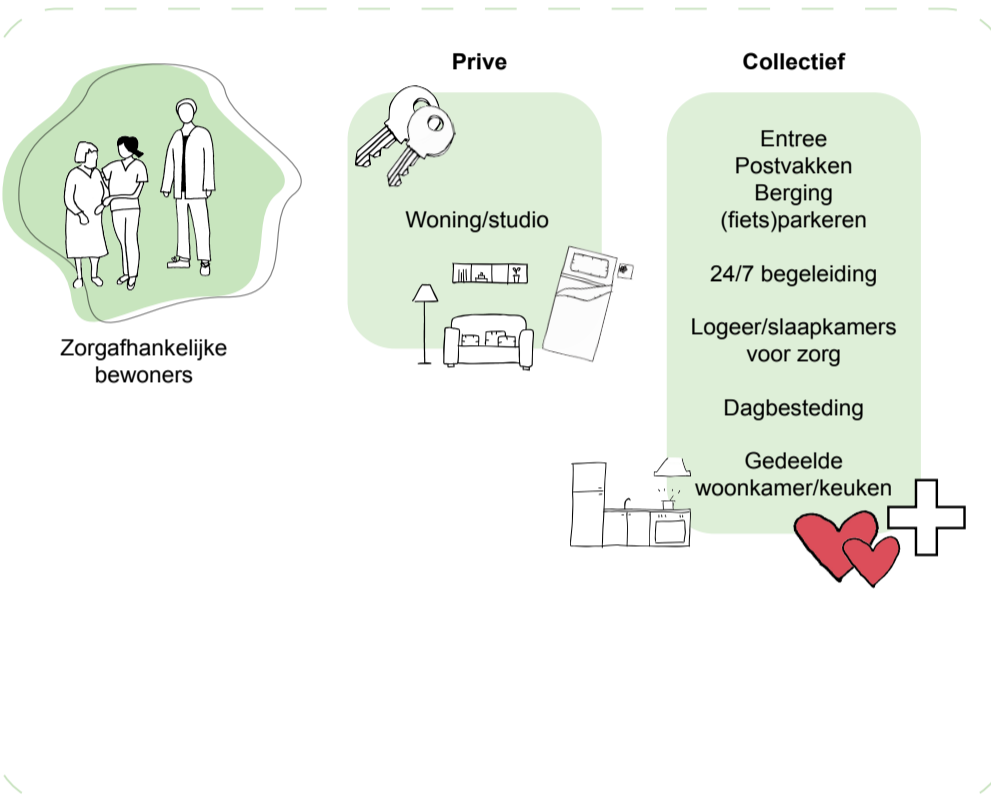 Prive
Collectief
Zorgafhankelijke
bewoners
Woning/studio
Entree
Postvakken
Berging
(fiets)parkeren
24/7 begeleiding
Logeer/slaapkamers
voor zorg
Dagbesteding
Gedeelde
woonkamer/keuken